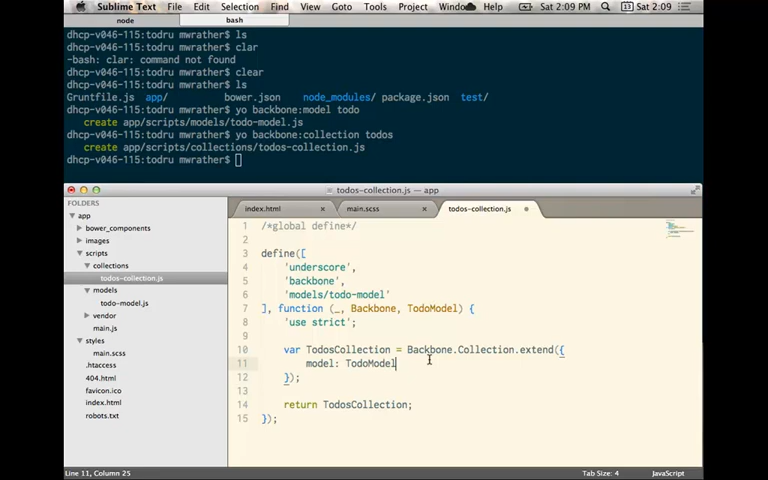 Sublime Text File Edit Selection Find View Goto Tools Project Window Help Sat 2:09 PM Sat 2:09
node bash
dhcp-v046-115:todru mwrather$ ls
dhcp-v046-115:todru mwrather$ clar
-bash: clar: command not found
dhcp-v046-115:todru mwrather$ clear
dhcp-v046-115:todru mwrather$ ls
Gruntfile.js app/ bower.json node_modules/ package.json test/
dhcp-v046-115:todru mwrather$ yo backbone:model todo
create app/scripts/models/todo-model.js
dhcp-v046-115:todru mwrather$ yo backbone:collection todos
create app/scripts/collections/todos-collection.js
dhcp-v046-115:todru mwrather$
todos-collection.js — app
FOLDERS
app
bower_components
images
scripts
collections
todos-collection.js
models
todo-model.js
vendor
main.js
styles
main.scss
.htaccess
404.html
favicon.ico
index.html
robots.txt
index.html main.scss todos-collection.js
1 /*global define*/
2
3 define([
4 'underscore',
5 'backbone',
6 'models/todo-model'
7 ], function (_, Backbone, TodoModel) {
8 'use strict';
9
10 var TodosCollection = Backbone.Collection.extend({
11 model: TodoModel
12 });
13
14 return TodosCollection;
15 });
Line 11, Column 25 Tab Size: 4 JavaScript